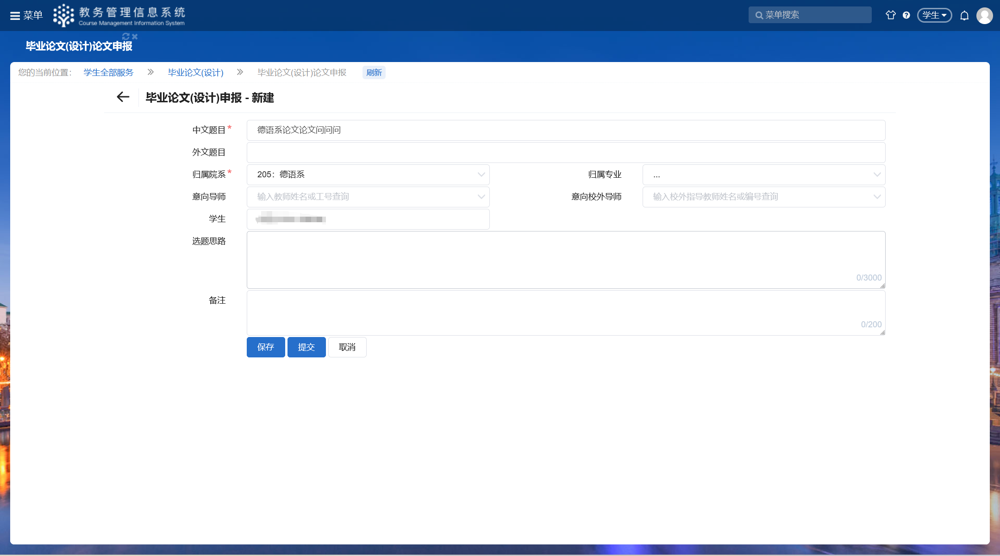 菜单
教务管理信息系统
Course Management Information System
菜单搜索
学生
毕业论文(设计)论文申报
您的当前位置： 学生全部服务 毕业论文(设计) 毕业论文(设计)论文申报 刷新
毕业论文(设计)申报 - 新建
中文题目* 德语系论文论文问问问
外文题目
归属院系* 205：德语系 归属专业 ...
意向导师 输入教师姓名或工号查询 意向校外导师 输入校外指导教师姓名或编号查询
学生
选题思路
0/3000
备注
0/200
保存 提交 取消